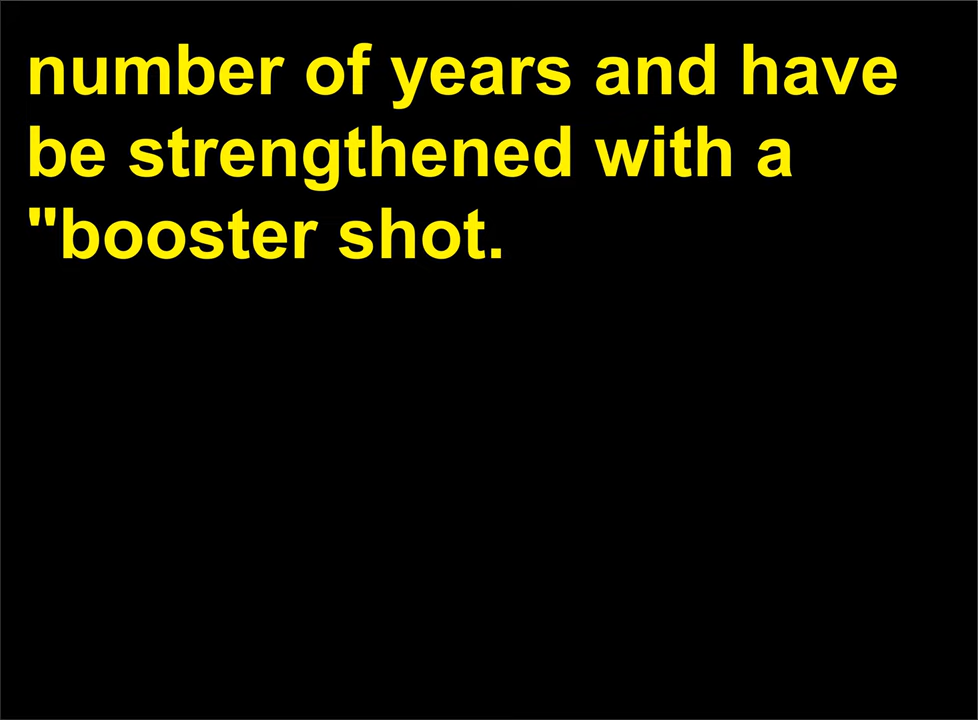 number of years and have
be strengthened with a
"booster shot.